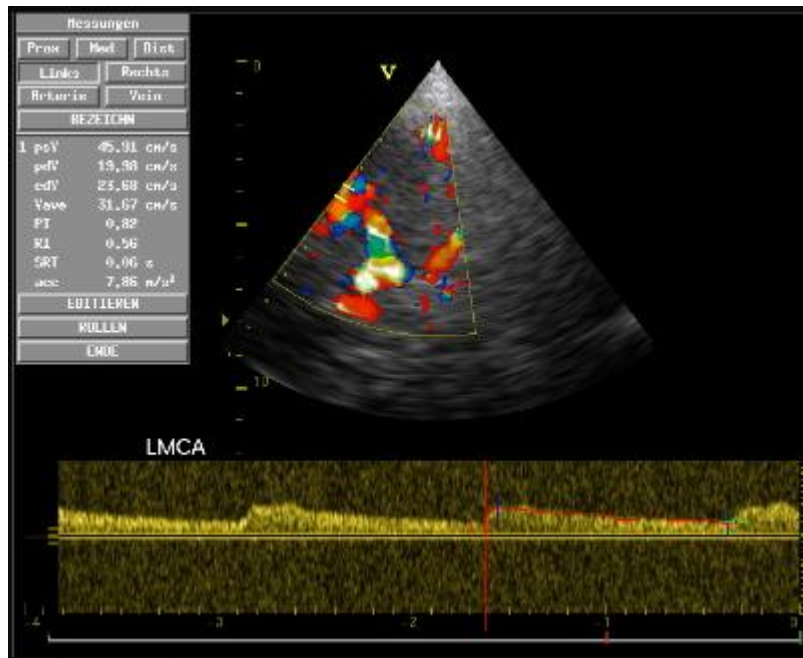 Messungen
Prox Med Dist
Links Rechts
Arterie Vein
BEZEICHN
1 psV 45.91 cm/s
pdV 19,98 cm/s
edV 23.68 cm/s
Vave 31.67 cm/s
PI 0,82
RI 0,56
SRT 0,06 s
acc 7,86 m/s²
EDITIEREN
ROLLEN
ENDE
V
0
10
LMCA
-4 -3 -2 -1 0